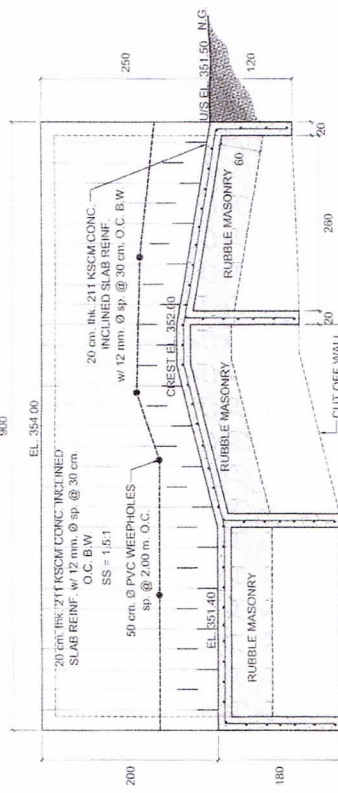 900
EL. 354.00
20 cm. thk. 211 KSCM CONC. INCLINED
SLAB REINF. w/ 12 mm. Ø sp. @ 30 cm.
O.C. B.W
SS = 1.5:1
50 cm. Ø PVC WEEPHOLES
sp. @ 2.00 m. O.C.
20 cm. thk. 211 KSCM CONC.
INCLINED SLAB REINF.
w/ 12 mm. Ø sp. @ 30 cm. O.C. B.W.
250
200
EL. 351.40
CREST EL. 352.00
U/S EL. 351.50 N.G.
RUBBLE MASONRY
RUBBLE MASONRY
RUBBLE MASONRY
60
120
180
20
260
20
CUT OFF WALL